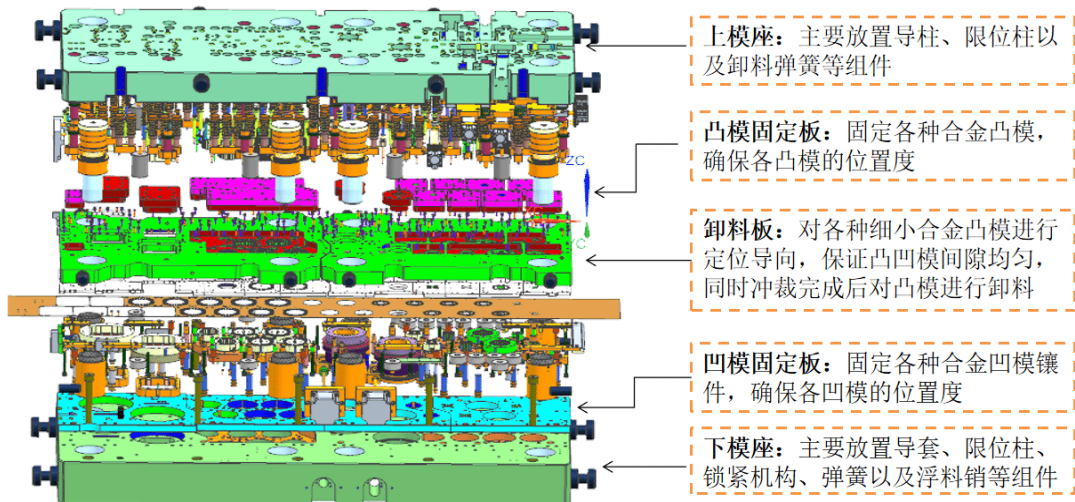 上模座：主要放置导柱、限位柱以
及卸料弹簧等组件
凸模固定板：固定各种合金凸模，
确保各凸模的位置度
ZC
卸料板：对各种细小合金凸模进行
定位导向，保证凸凹模间隙均匀，
同时冲裁完成后对凸模进行卸料
YC
凹模固定板：固定各种合金凹模镶
件，确保各凹模的位置度
下模座：主要放置导套、限位柱、
锁紧机构、弹簧以及浮料销等组件